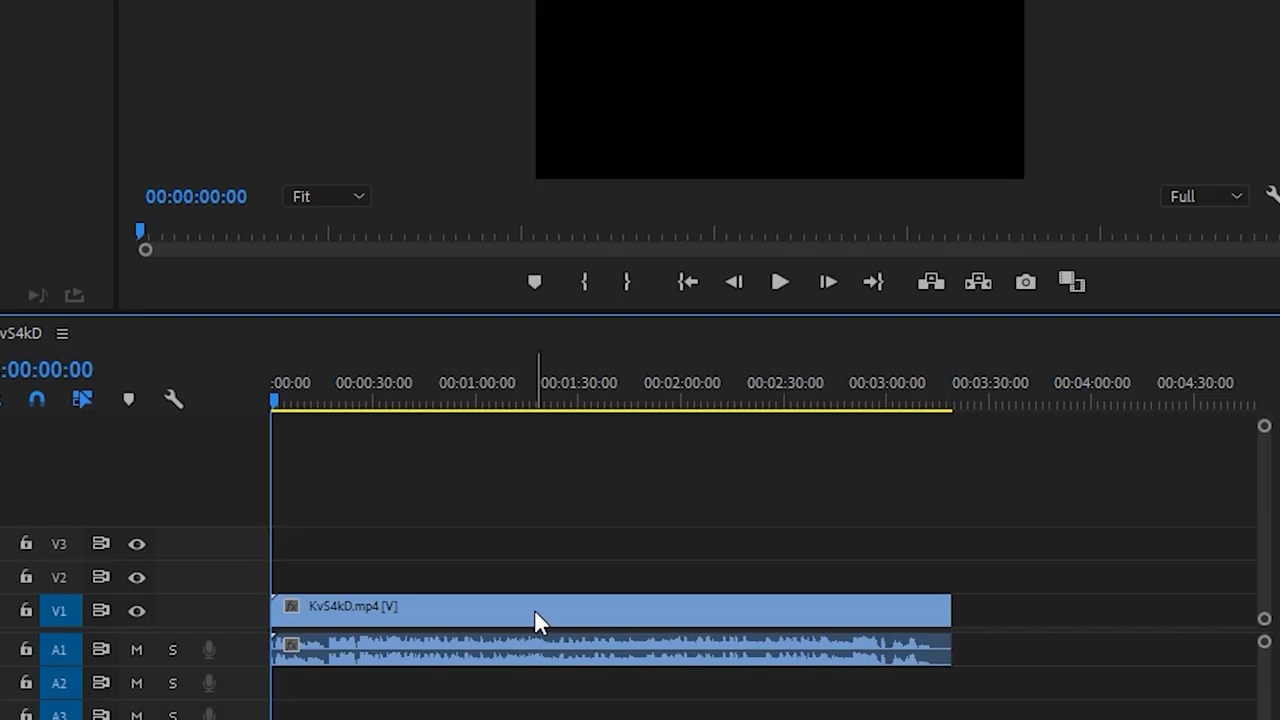 00:00:00:00
Fit
Full
vS4kD
:00:00:00
:00:00
00:00:30:00
00:01:00:00
00:01:30:00
00:02:00:00
00:02:30:00
00:03:00:00
00:03:30:00
00:04:00:00
00:04:30:00
V3
V2
V1
fx KvS4kD.mp4 [V]
A1 M S fx
A2 M S
A3 M S